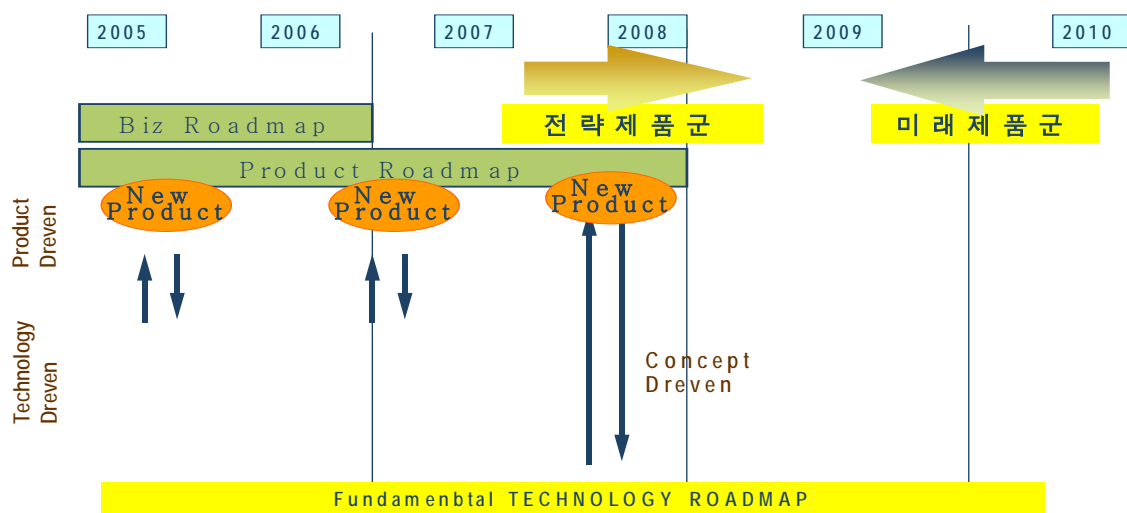 2005
2006
2007
2008
2009
2010
Biz Roadmap
전략제품군
미래제품군
Product Roadmap
New
Product
New
Product
New
Product
Product
Dreven
Technology
Dreven
Concept
Dreven
Fundamenbtal TECHNOLOGY ROADMAP